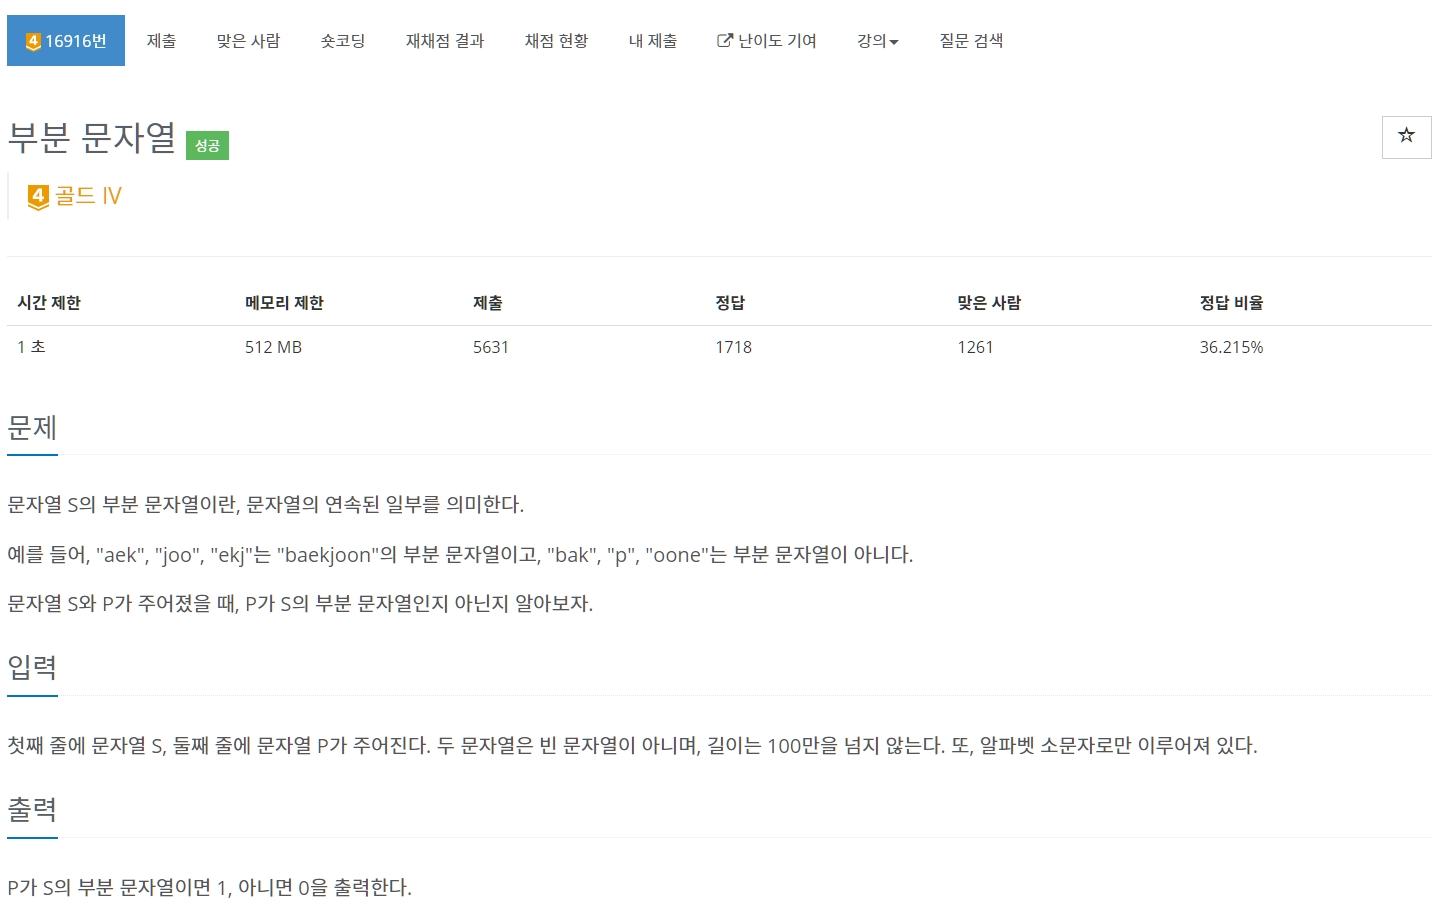 4 16916번 제출 맞은 사람 숏코딩 재채점 결과 채점 현황 내 제출 난이도 기여 강의 질문 검색
부분 문자열 성공
4 골드 IV
시간 제한 메모리 제한 제출 정답 맞은 사람 정답 비율
1 초 512 MB 5631 1718 1261 36.215%
문제
문자열 S의 부분 문자열이란, 문자열의 연속된 일부를 의미한다.
예를 들어, "aek", "joo", "ekj"는 "baekjoon"의 부분 문자열이고, "bak", "p", "oone"는 부분 문자열이 아니다.
문자열 S와 P가 주어졌을 때, P가 S의 부분 문자열인지 아닌지 알아보자.
입력
첫째 줄에 문자열 S, 둘째 줄에 문자열 P가 주어진다. 두 문자열은 빈 문자열이 아니며, 길이는 100만을 넘지 않는다. 또, 알파벳 소문자로만 이루어져 있다.
출력
P가 S의 부분 문자열이면 1, 아니면 0을 출력한다.